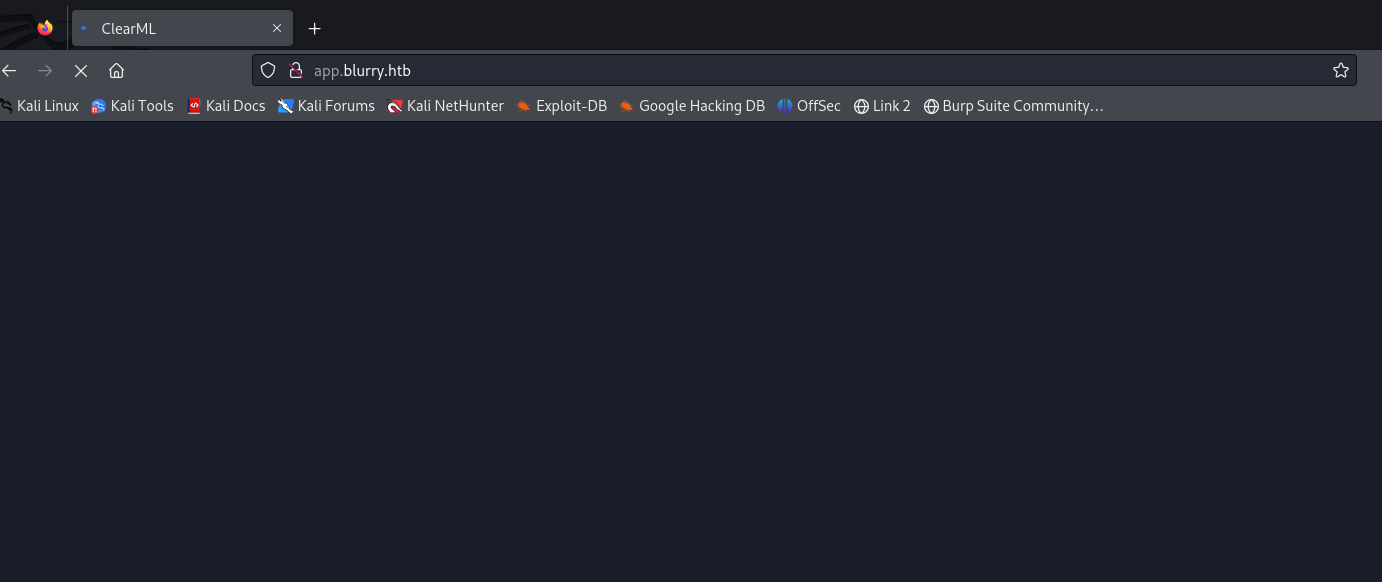 ClearML
app.blurry.htb
Kali Linux Kali Tools Kali Docs Kali Forums Kali NetHunter Exploit-DB Google Hacking DB OffSec Link 2 Burp Suite Community…